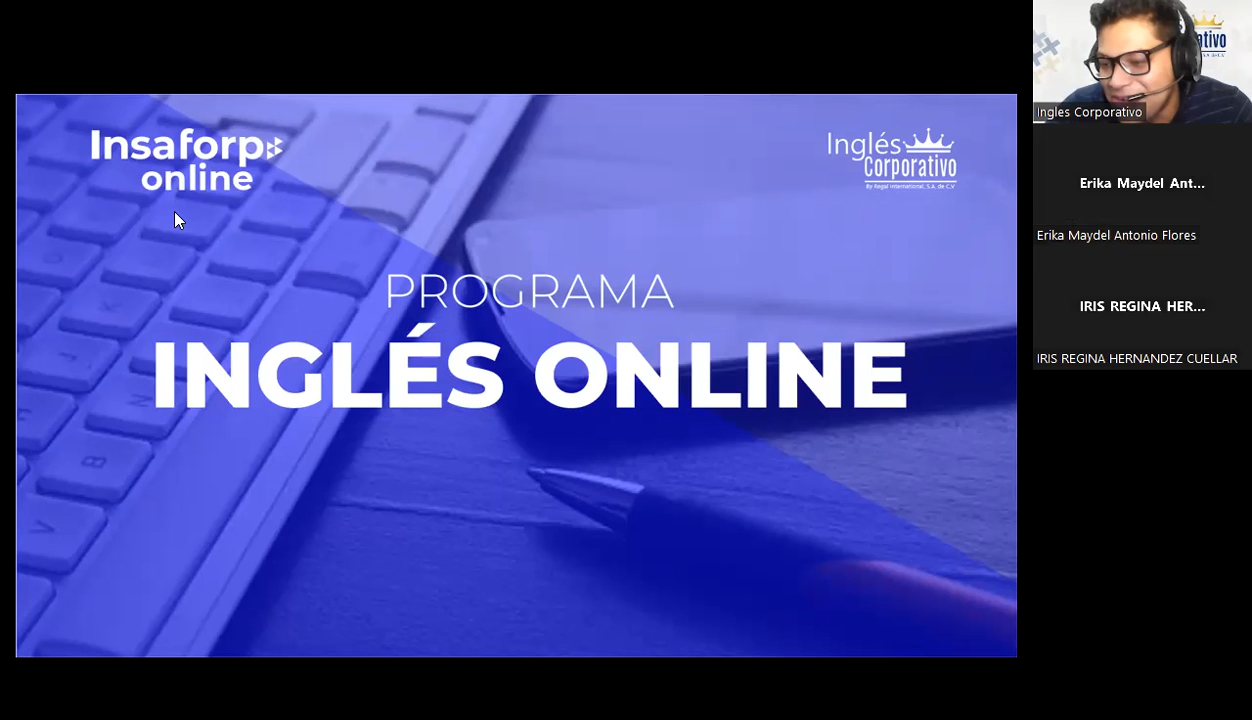 Insaforp
online
Inglés
Corporativo
By Regal International, S.A. de C.V
PROGRAMA
INGLÉS ONLINE
ativo
Ingles Corporativo
Erika Maydel Ant...
Erika Maydel Antonio Flores
IRIS REGINA HER...
IRIS REGINA HERNANDEZ CUELLAR